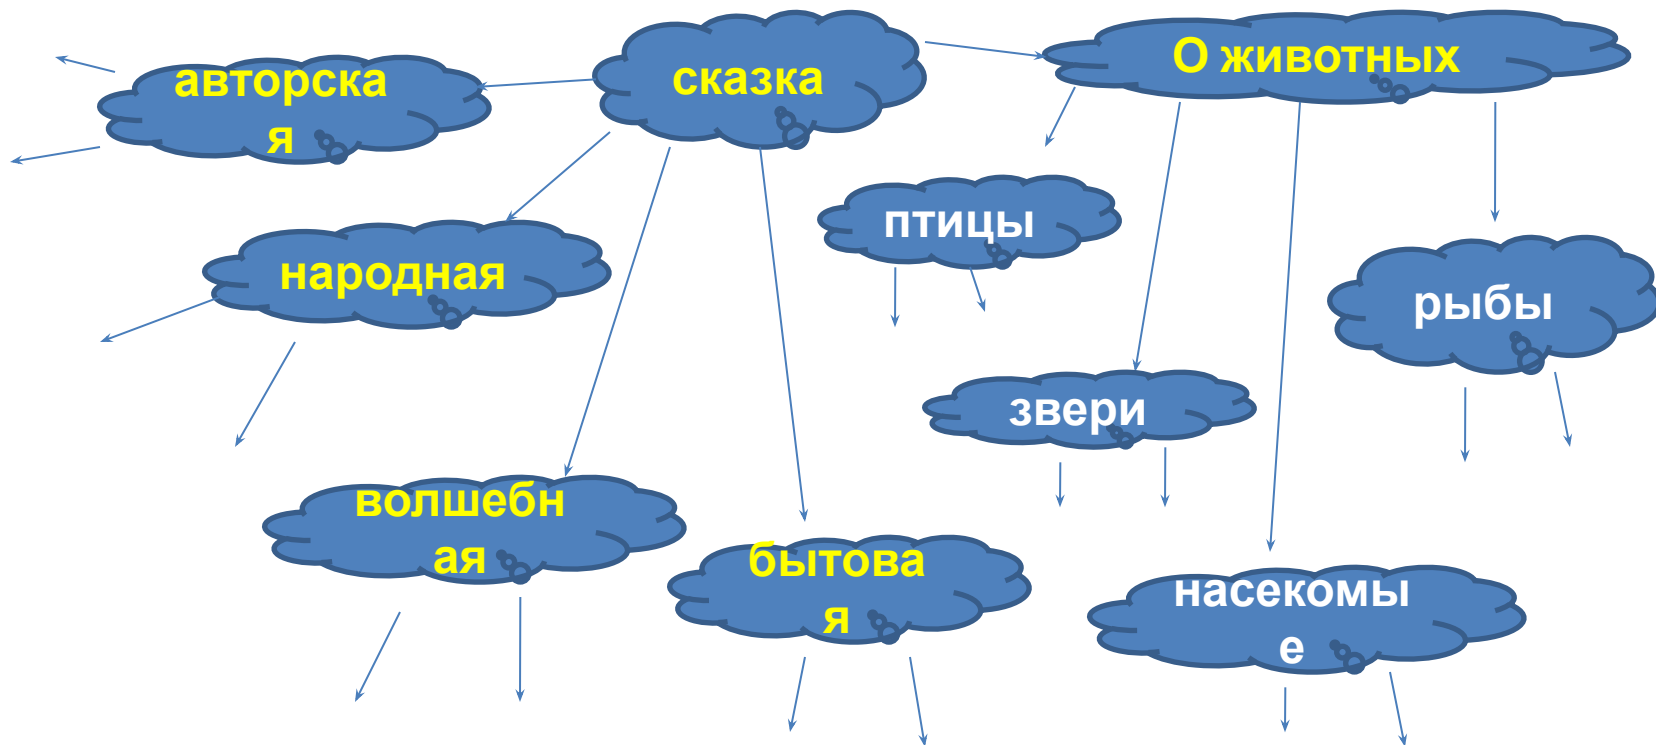 сказка
О животных
авторска
я
птицы
народная
рыбы
звери
волшебн
ая
бытова
я
насекомы
е